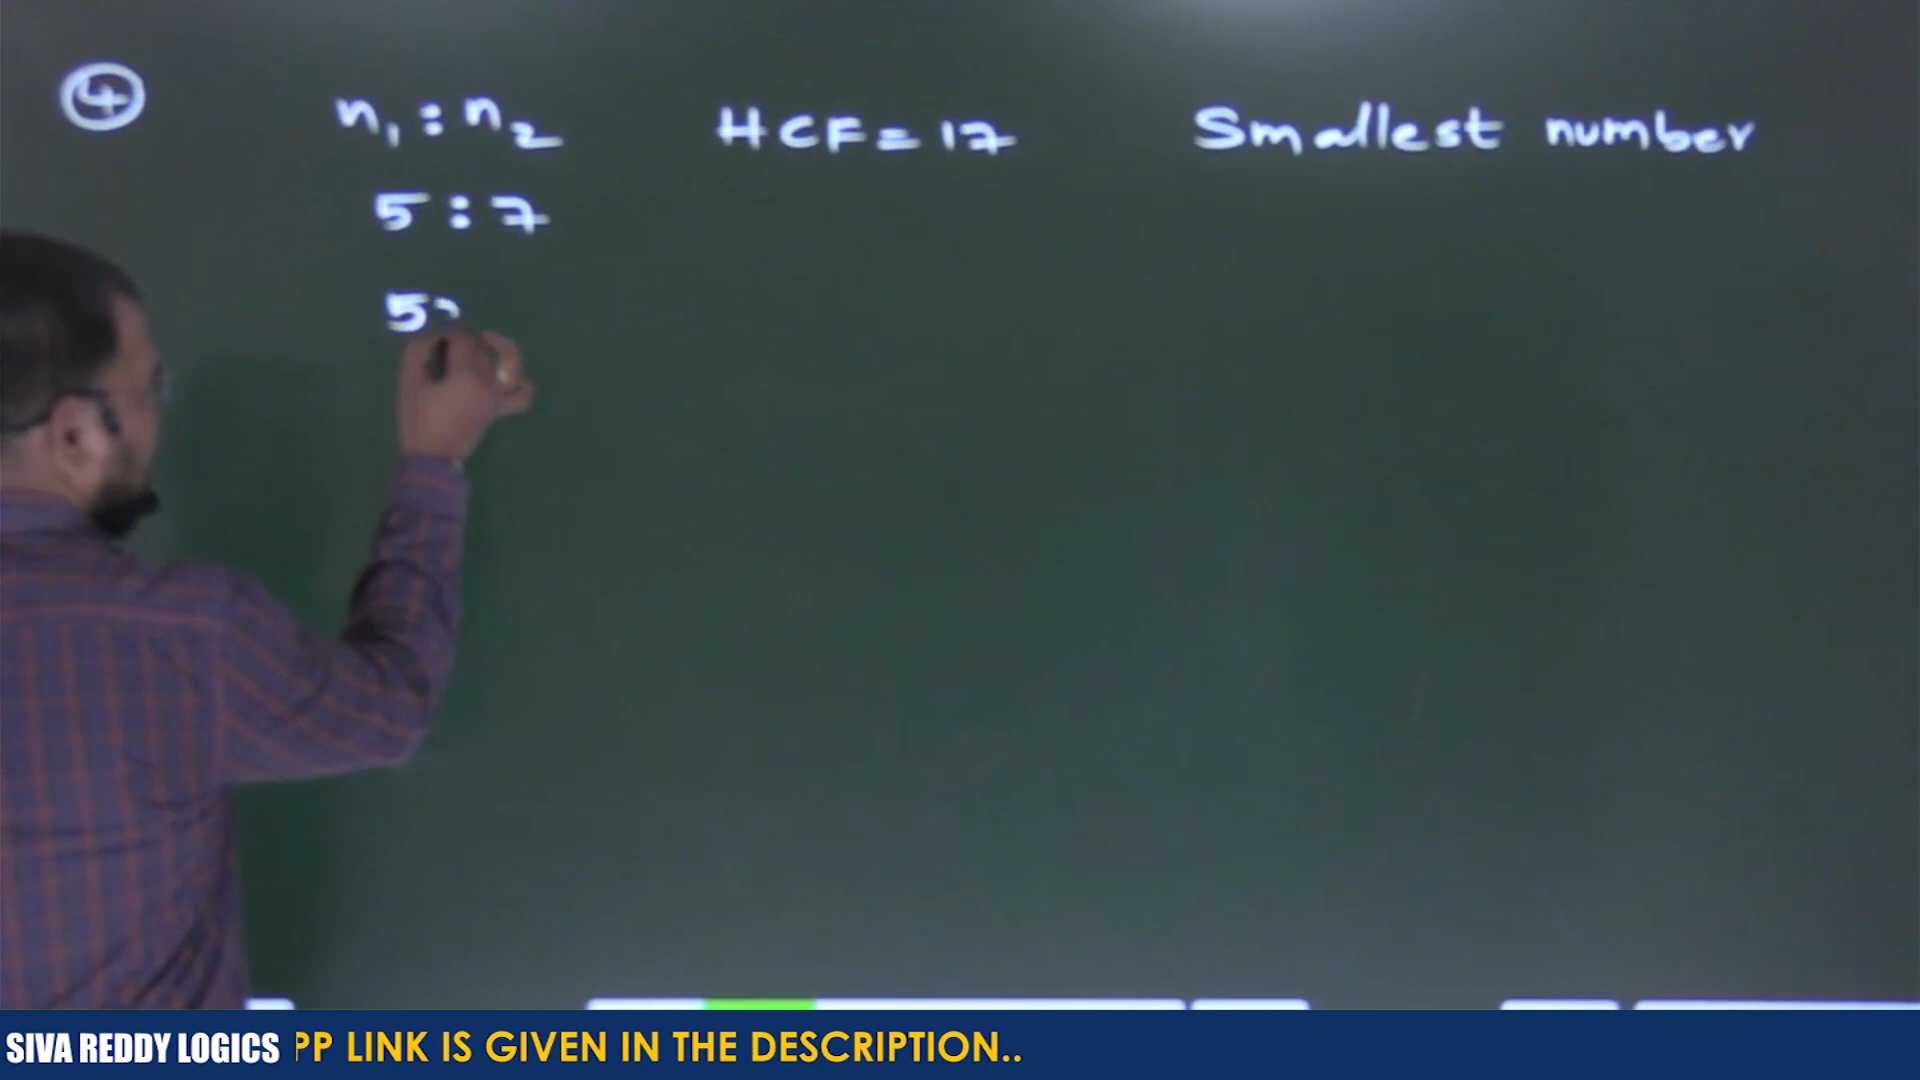 ④ n₁ : n₂ HCF = 17 Smallest number
5 : 7
5
SIVA REDDY LOGICS PP LINK IS GIVEN IN THE DESCRIPTION..